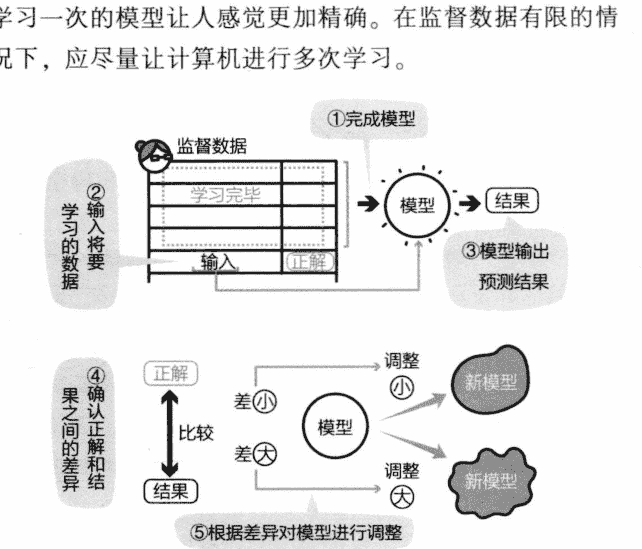 学习一次的模型让人感觉更加精确。在监督数据有限的情
况下，应尽量让计算机进行多次学习。
①完成模型
监督数据
学习完毕
②输入将要
学习的数据
输入
正解
模型
结果
③模型输出
预测结果
④确认正解和结
果之间的差异
正解
比较
结果
差小
差大
模型
调整
小
调整
大
新模型
新模型
⑤根据差异对模型进行调整